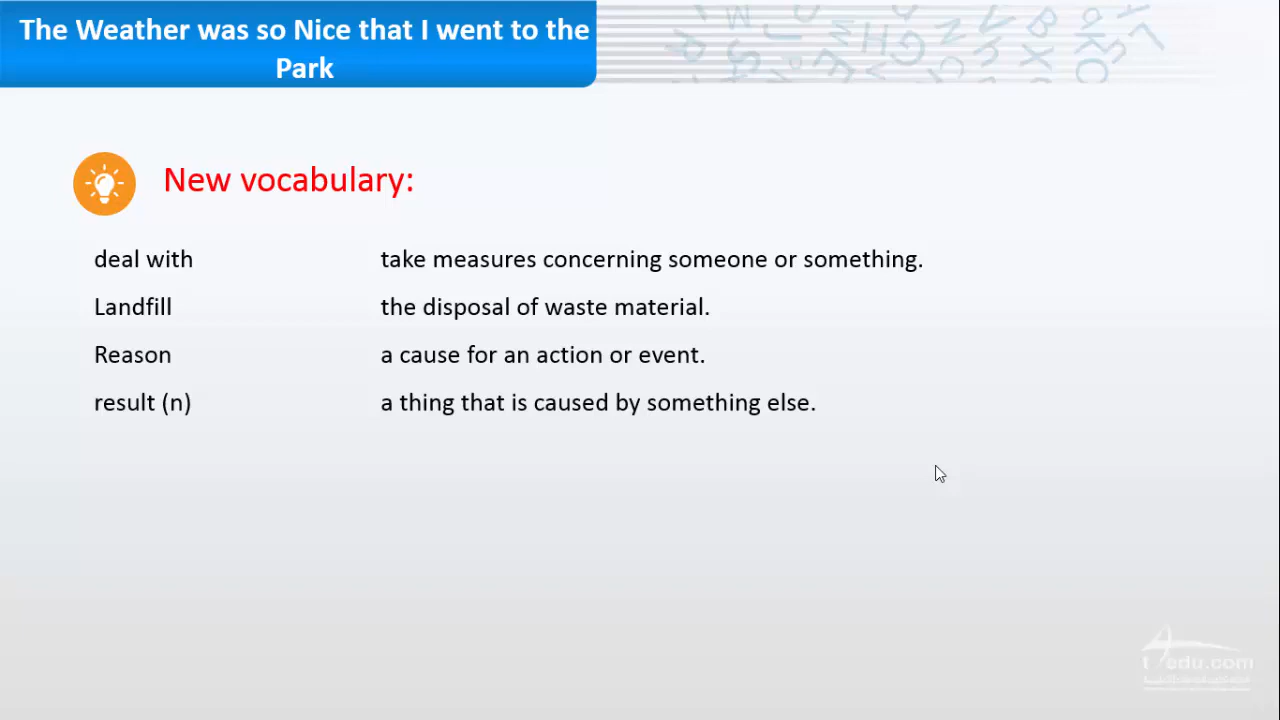 The Weather was so Nice that I went to the
Park
New vocabulary:
deal with take measures concerning someone or something.
Landfill the disposal of waste material.
Reason a cause for an action or event.
result (n) a thing that is caused by something else.